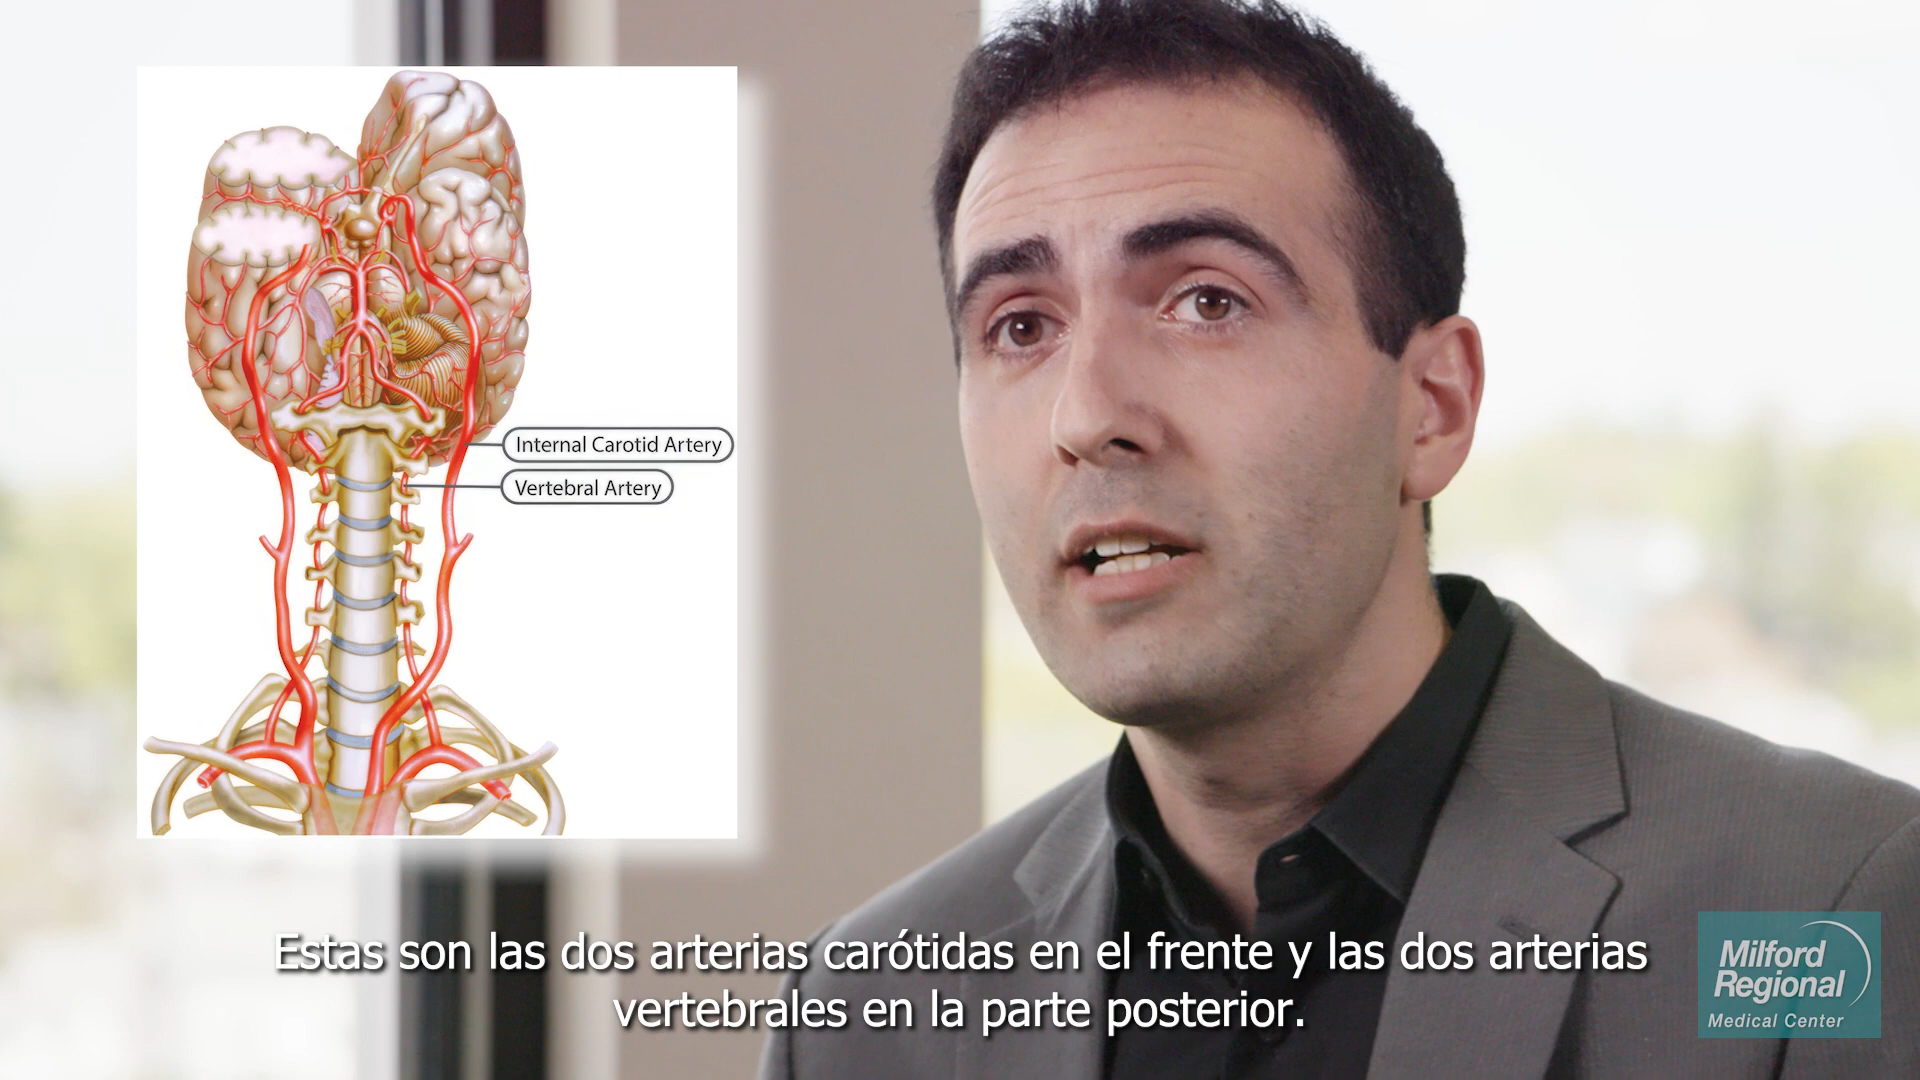 Internal Carotid Artery
Vertebral Artery
Estas son las dos arterias carótidas en el frente y las dos arterias
vertebrales en la parte posterior.
Milford
Regional
Medical Center